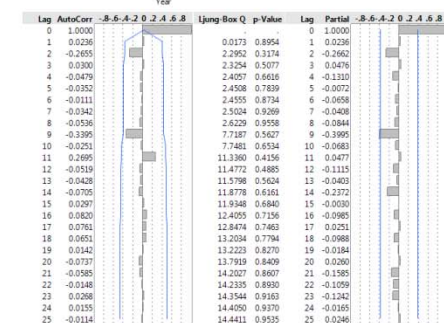 Year
Lag AutoCorr -.8-.6-.4-.2 0 .2 .4 .6 .8 Ljung-Box Q p-Value Lag Partial -.8-.6-.4-.2 0 .2 .4 .6 .8
0 1.0000 . . 0 1.0000
1 0.0236 0.0173 0.8954 1 0.0236
2 -0.2655 2.2952 0.3174 2 -0.2662
3 0.0300 2.3254 0.5077 3 0.0476
4 -0.0479 2.4057 0.6616 4 -0.1310
5 -0.0352 2.4508 0.7839 5 -0.0072
6 -0.0111 2.4555 0.8734 6 -0.0658
7 -0.0342 2.5024 0.9269 7 -0.0408
8 -0.0536 2.6229 0.9558 8 -0.0844
9 -0.3395 7.7187 0.5627 9 -0.3995
10 -0.0251 7.7481 0.6534 10 -0.0683
11 0.2695 11.3360 0.4156 11 0.0477
12 -0.0519 11.4772 0.4885 12 -0.1115
13 -0.0428 11.5798 0.5624 13 -0.0403
14 -0.0705 11.8778 0.6161 14 -0.2372
15 0.0297 11.9348 0.6840 15 -0.0030
16 0.0820 12.4055 0.7156 16 -0.0985
17 0.0761 12.8474 0.7463 17 0.0251
18 0.0651 13.2034 0.7794 18 -0.0988
19 0.0142 13.2223 0.8270 19 -0.0184
20 -0.0737 13.7919 0.8409 20 0.0260
21 -0.0585 14.2027 0.8607 21 -0.1585
22 -0.0148 14.2335 0.8930 22 -0.1059
23 0.0268 14.3544 0.9163 23 -0.1242
24 0.0155 14.4050 0.9370 24 -0.0165
25 -0.0114 14.4411 0.9535 25 0.0246